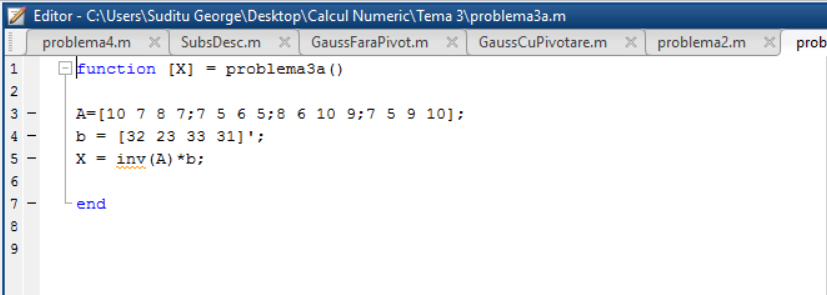 Editor - C:\Users\Suditu George\Desktop\Calcul Numeric\Tema 3\problema3a.m
problema4.m SubsDesc.m GaussFaraPivot.m GaussCuPivotare.m problema2.m prob
1 function [X] = problema3a()
2
3 A=[10 7 8 7;7 5 6 5;8 6 10 9;7 5 9 10];
4 b = [32 23 33 31]';
5 X = inv(A)*b;
6
7 end
8
9